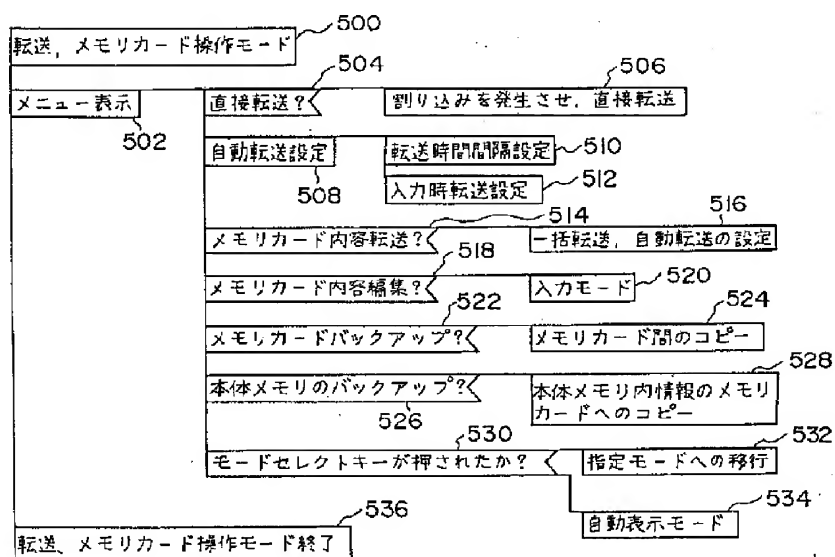 500
転送,メモリカード操作モード
504
506
メニュー表示
直接転送?
割り込みを発生させ,直接転送
502
自動転送設定
転送時間間隔設定
510
508
入力時転送設定
512
514
516
メモリカード内容転送?
一括転送,自動転送の設定
518
メモリカード内容編集?
入力モード
520
522
524
メモリカードバックアップ?
メモリカード間のコピー
528
本体メモリのバックアップ?
本体メモリ内情報のメモリ
カードへのコピー
526
530
532
モードセレクトキーが押されたか?
指定モードへの移行
534
自動表示モード
536
転送、メモリカード操作モード終了